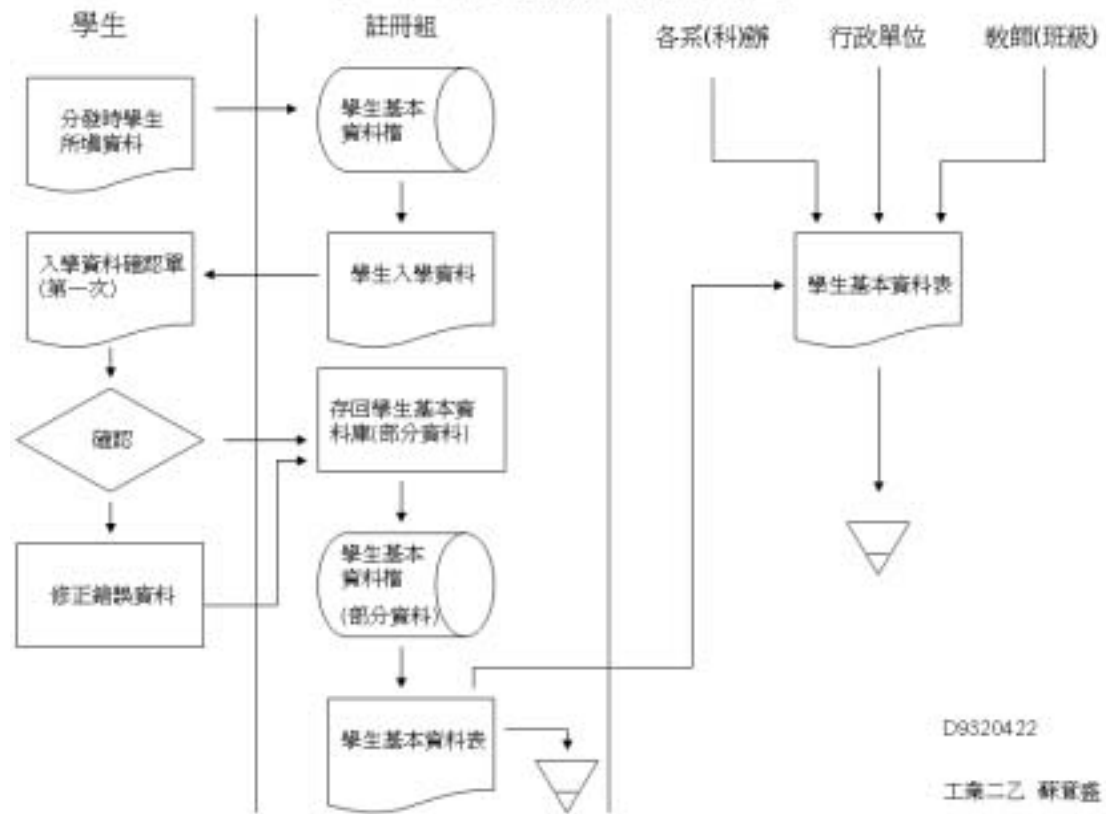 學生
註冊組
各系(科)辦
行政單位
教師(班級)
分發時學生
所填資料
學生基本
資料檔
入學資料確認單
(第一次)
學生入學資料
學生基本資料表
確認
存回學生基本資
料庫(部分資料)
修正錯誤資料
學生基本
資料檔
(部分資料)
學生基本資料表
D9320422
工業二乙